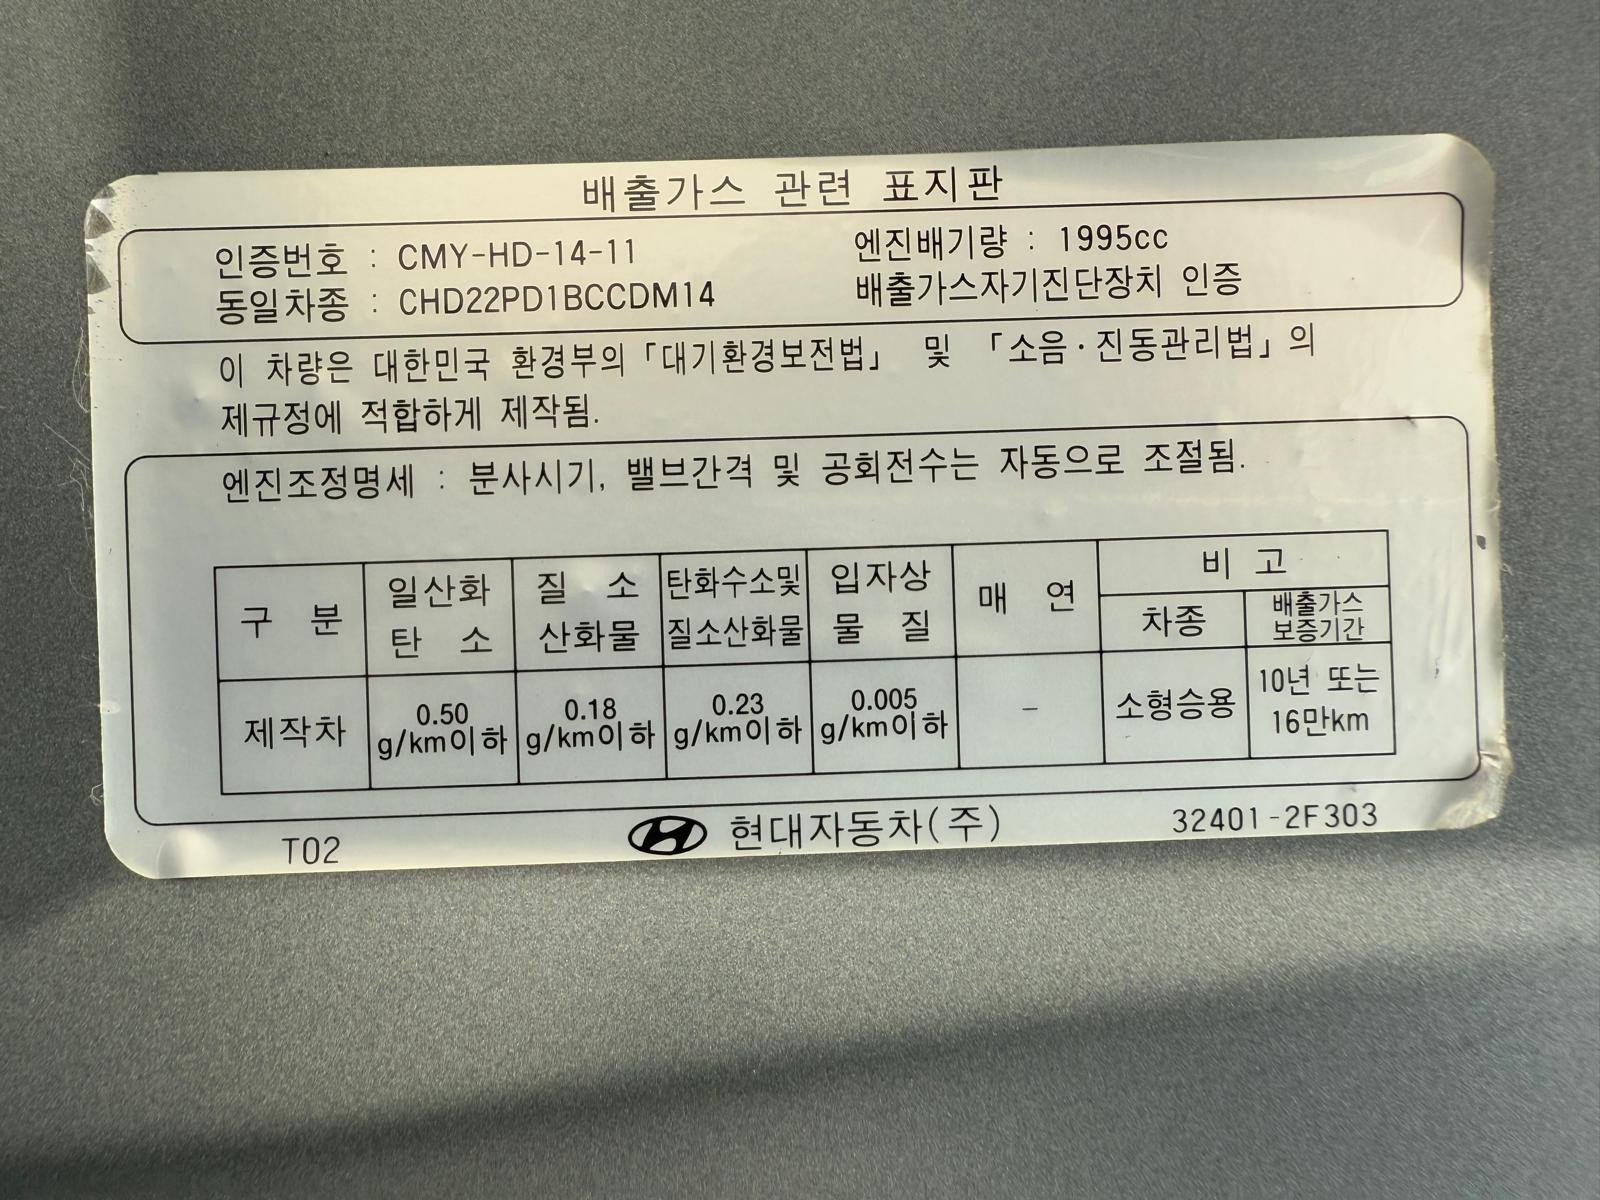 배출가스 관련 표지판
인증번호 : CMY-HD-14-11 엔진배기량 : 1995cc
동일차종 : CHD22PD1BCCDM14 배출가스자기진단장치 인증
이 차량은 대한민국 환경부의 「대기환경보전법」 및 「소음·진동관리법」의
제규정에 적합하게 제작됨.
엔진조정명세 : 분사시기, 밸브간격 및 공회전수는 자동으로 조절됨.
구 분 일산화 탄 소 질 소 산화물 탄화수소및 질소산화물 입자상 물 질 매 연 비 고
차종 배출가스 보증기간
제작차 0.50 g/km이하 0.18 g/km이하 0.23 g/km이하 0.005 g/km이하 - 소형승용 10년 또는 16만km
T02 현대자동차(주) 32401-2F303